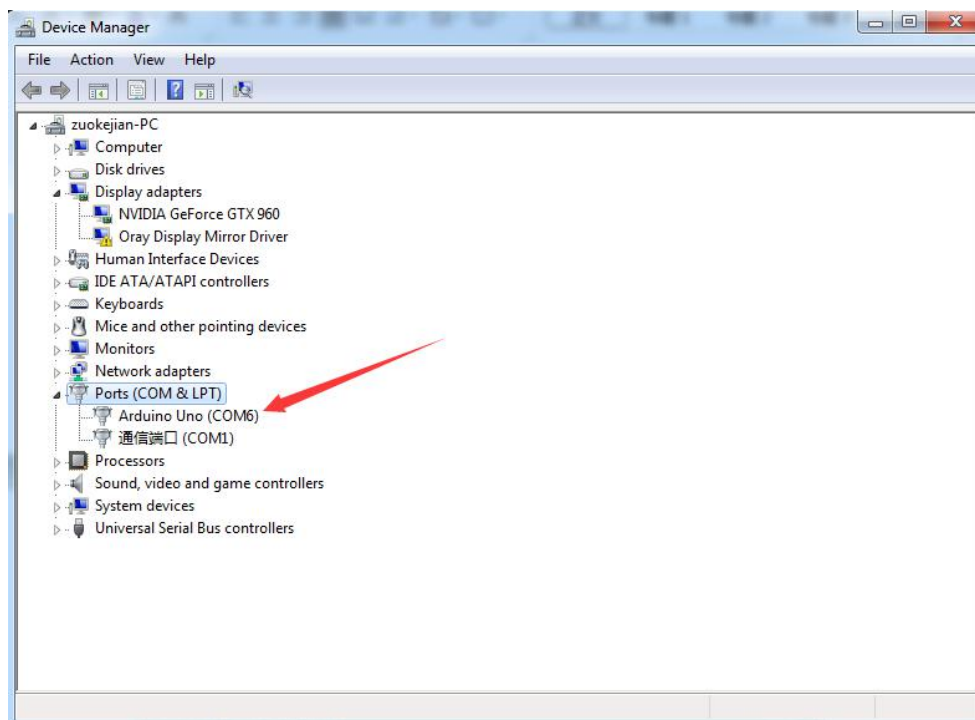 Device Manager
File Action View Help
zuokejian-PC
Computer
Disk drives
Display adapters
NVIDIA GeForce GTX 960
Oray Display Mirror Driver
Human Interface Devices
IDE ATA/ATAPI controllers
Keyboards
Mice and other pointing devices
Monitors
Network adapters
Ports (COM & LPT)
Arduino Uno (COM6)
通信端口 (COM1)
Processors
Sound, video and game controllers
System devices
Universal Serial Bus controllers